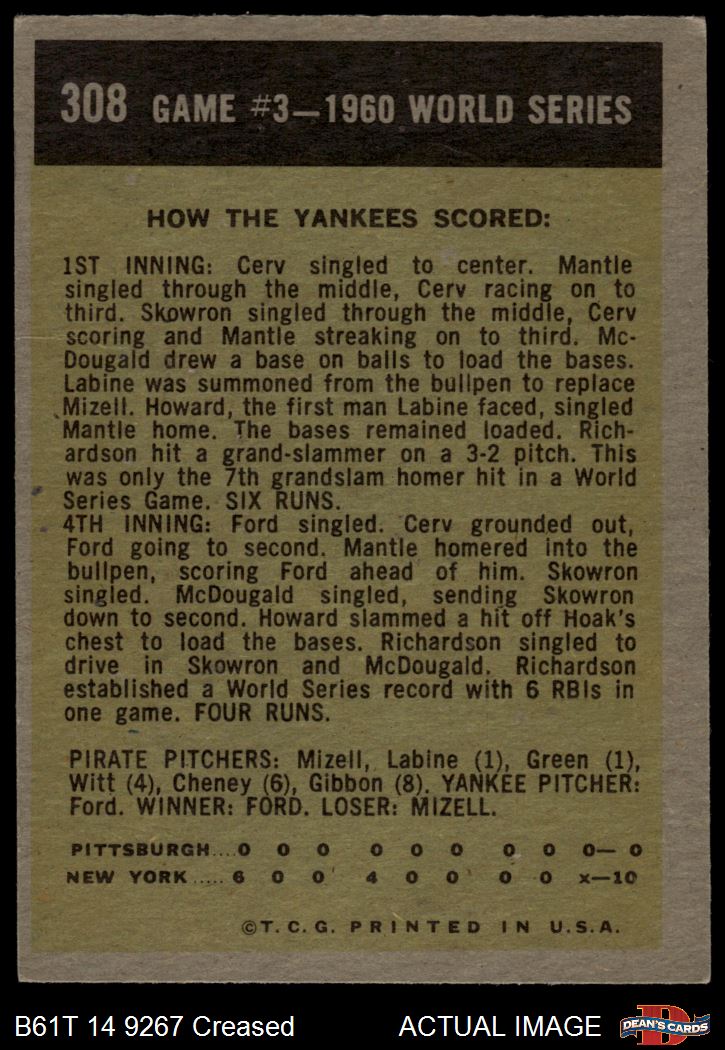 308 GAME #3—1960 WORLD SERIES
HOW THE YANKEES SCORED:
1ST INNING: Cerv singled to center. Mantle
singled through the middle, Cerv racing on to
third. Skowron singled through the middle, Cerv
scoring and Mantle streaking on to third. Mc-
Dougald drew a base on balls to load the bases.
Labine was summoned from the bullpen to replace
Mizell. Howard, the first man Labine faced, singled
Mantle home. The bases remained loaded. Rich-
ardson hit a grand-slammer on a 3-2 pitch. This
was only the 7th grandslam homer hit in a World
Series Game. SIX RUNS.
4TH INNING: Ford singled. Cerv grounded out,
Ford going to second. Mantle homered into the
bullpen, scoring Ford ahead of him. Skowron
singled. McDougald singled, sending Skowron
down to second. Howard slammed a hit off Hoak's
chest to load the bases. Richardson singled to
drive in Skowron and McDougald. Richardson
established a World Series record with 6 RBIs in
one game. FOUR RUNS.
PIRATE PITCHERS: Mizell, Labine (1), Green (1),
Witt (4), Cheney (6), Gibbon (8). YANKEE PITCHER:
Ford. WINNER: FORD. LOSER: MIZELL.
PITTSBURGH....0 0 0 0 0 0 0 0 0— 0
NEW YORK.....6 0 0 4 0 0 0 0 x—10
©T.C.G. PRINTED IN U.S.A.
B61T 14 9267 Creased ACTUAL IMAGE D DEAN'S CARDS